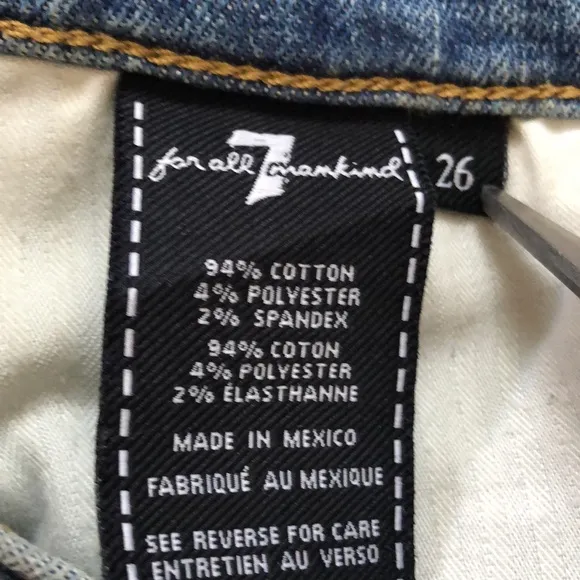 for all 7 mankind
26
94% COTTON
4% POLYESTER
2% SPANDEX
94% COTON
4% POLYESTER
2% ÉLASTHANNE
MADE IN MEXICO
FABRIQUÉ AU MEXIQUE
SEE REVERSE FOR CARE
ENTRETIEN AU VERSO